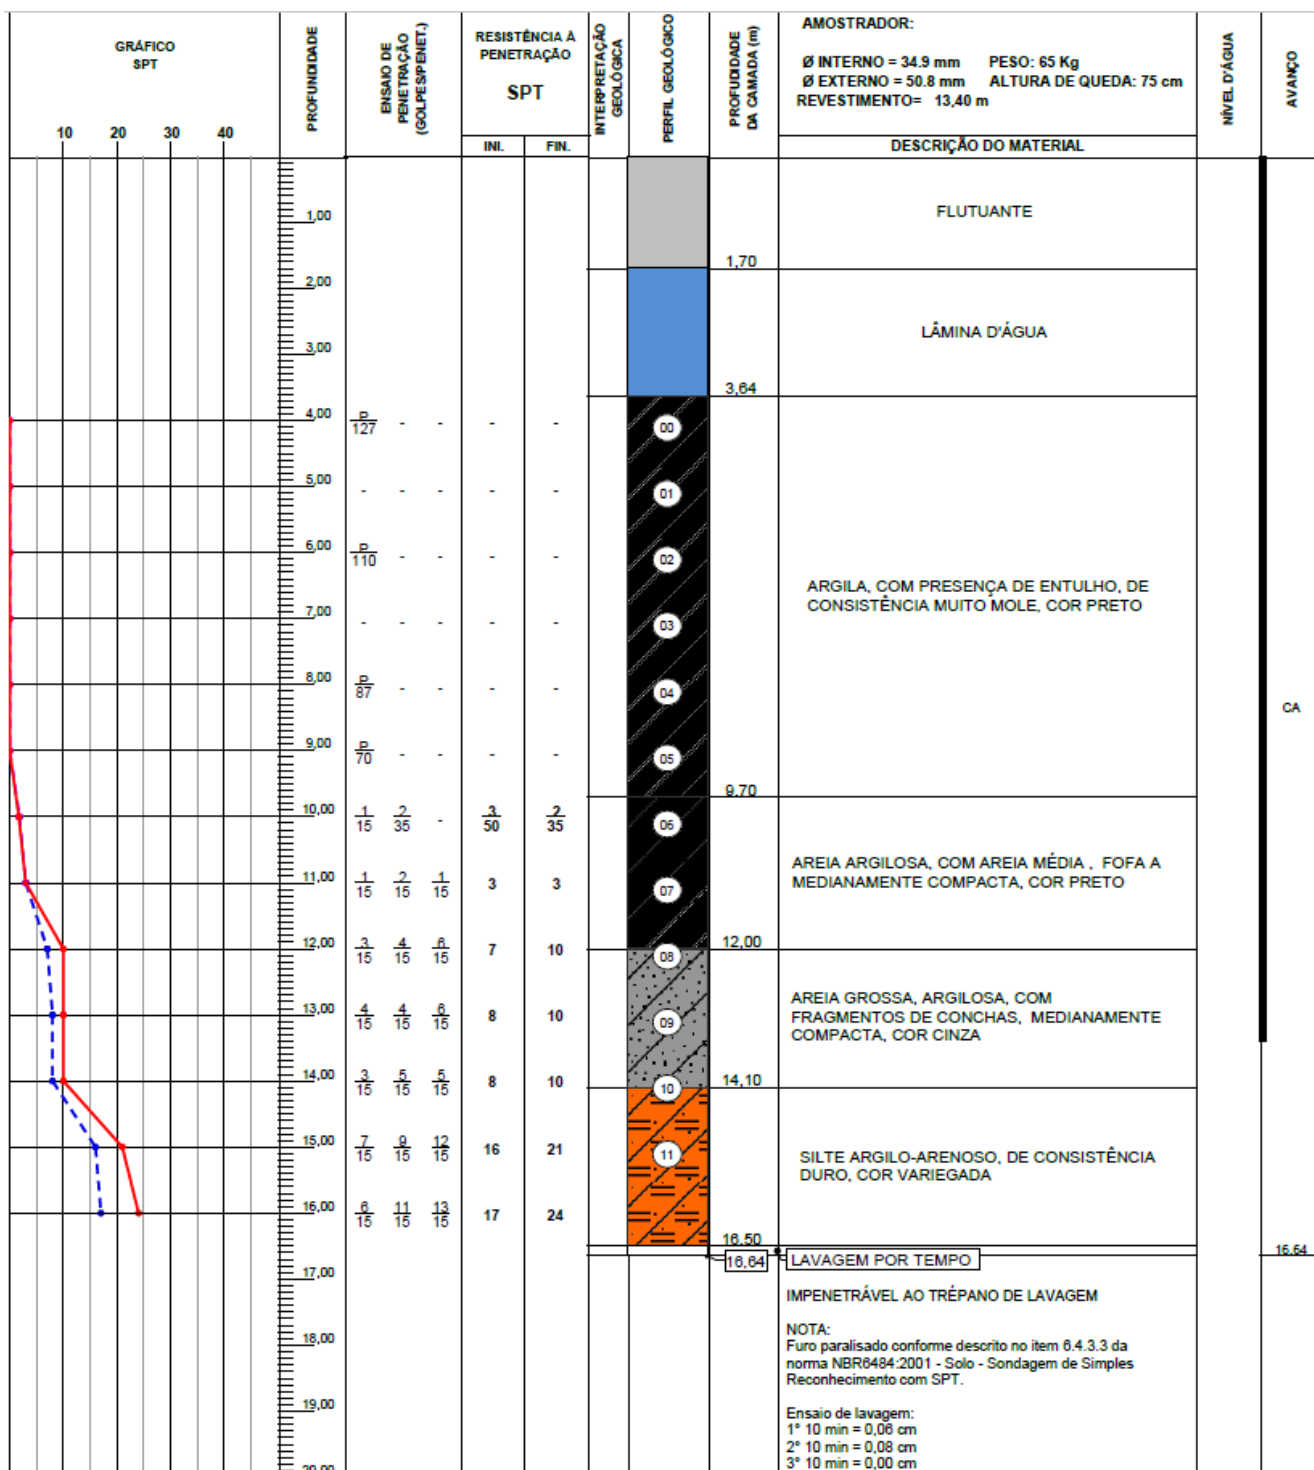 GRÁFICO
SPT
10 20 30 40
PROFUNDIDADE
ENSAIO DE
PENETRAÇÃO
(GOLPES/PENET.)
RESISTÊNCIA À
PENETRAÇÃO
SPT
INI. FIN.
INTERPRETAÇÃO
GEOLÓGICA
PERFIL GEOLÓGICO
PROFUDIDADE
DA CAMADA (m)
AMOSTRADOR:
Ø INTERNO = 34.9 mm PESO: 65 Kg
Ø EXTERNO = 50.8 mm ALTURA DE QUEDA: 75 cm
REVESTIMENTO= 13,40 m
DESCRIÇÃO DO MATERIAL
NÍVEL D'ÁGUA
AVANÇO
1,00
FLUTUANTE
1,70
2,00
LÂMINA D'ÁGUA
3,00
3,64
4,00 P/127 - - - - 00
5,00 - - - - - 01
6,00 P/110 - - - - 02
ARGILA, COM PRESENÇA DE ENTULHO, DE
CONSISTÊNCIA MUITO MOLE, COR PRETO
7,00 - - - - - 03
8,00 P/87 - - - - 04
CA
9,00 P/70 - - - - 05
9.70
10,00 1/15 2/35 - 3/50 2/35 06
AREIA ARGILOSA, COM AREIA MÉDIA , FOFA A
MEDIANAMENTE COMPACTA, COR PRETO
11,00 1/15 2/15 1/15 3 3 07
12,00
12,00 3/15 4/15 6/15 7 10 08
AREIA GROSSA, ARGILOSA, COM
FRAGMENTOS DE CONCHAS, MEDIANAMENTE
COMPACTA, COR CINZA
13,00 4/15 4/15 6/15 8 10 09
14,00 3/15 5/15 5/15 8 10 10
14,10
15,00 7/15 9/15 12/15 16 21 11
SILTE ARGILO-ARENOSO, DE CONSISTÊNCIA
DURO, COR VARIEGADA
16,00 6/15 11/15 13/15 17 24
16,50
16,64 LAVAGEM POR TEMPO 16.64
17,00
IMPENETRÁVEL AO TRÉPANO DE LAVAGEM
NOTA:
18,00
Furo paralisado conforme descrito no item 6.4.3.3 da
norma NBR6484:2001 - Solo - Sondagem de Simples
Reconhecimento com SPT.
19,00
Ensaio de lavagem:
1° 10 min = 0,06 cm
2° 10 min = 0,08 cm
3° 10 min = 0,00 cm
20,00